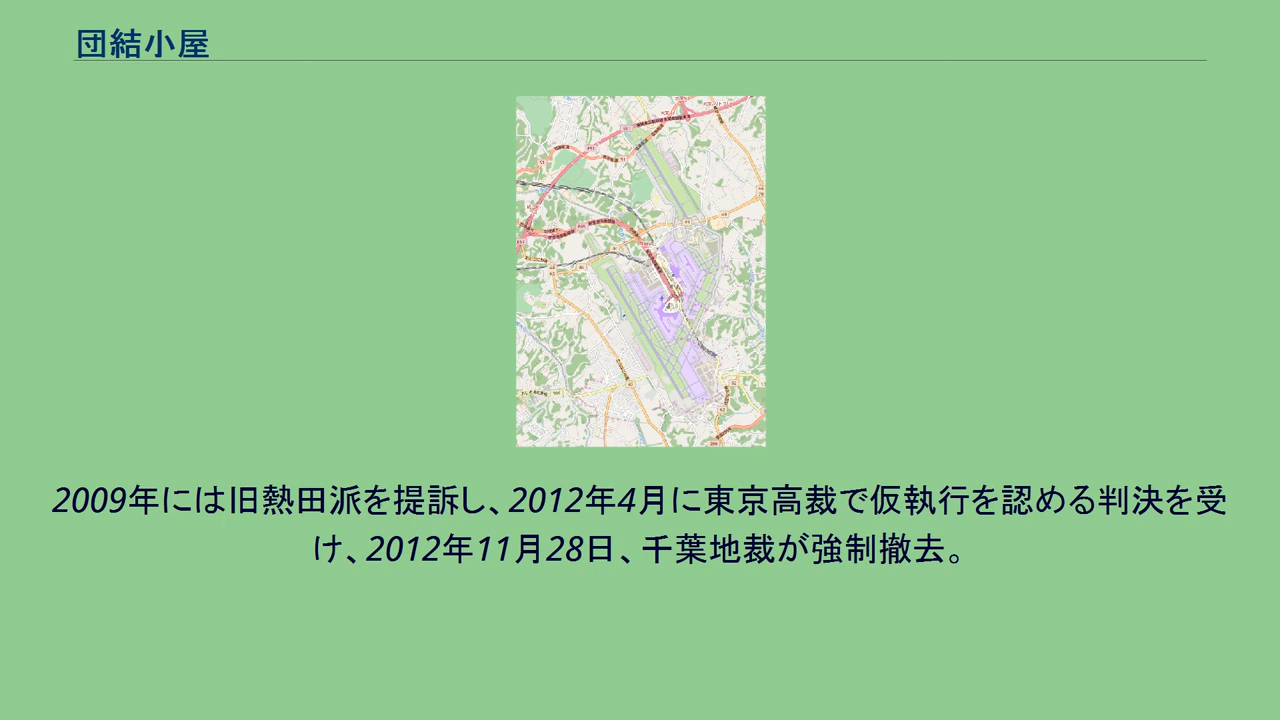 団結小屋
2009年には旧熱田派を提訴し、2012年4月に東京高裁で仮執行を認める判決を受
け、2012年11月28日、千葉地裁が強制撤去。